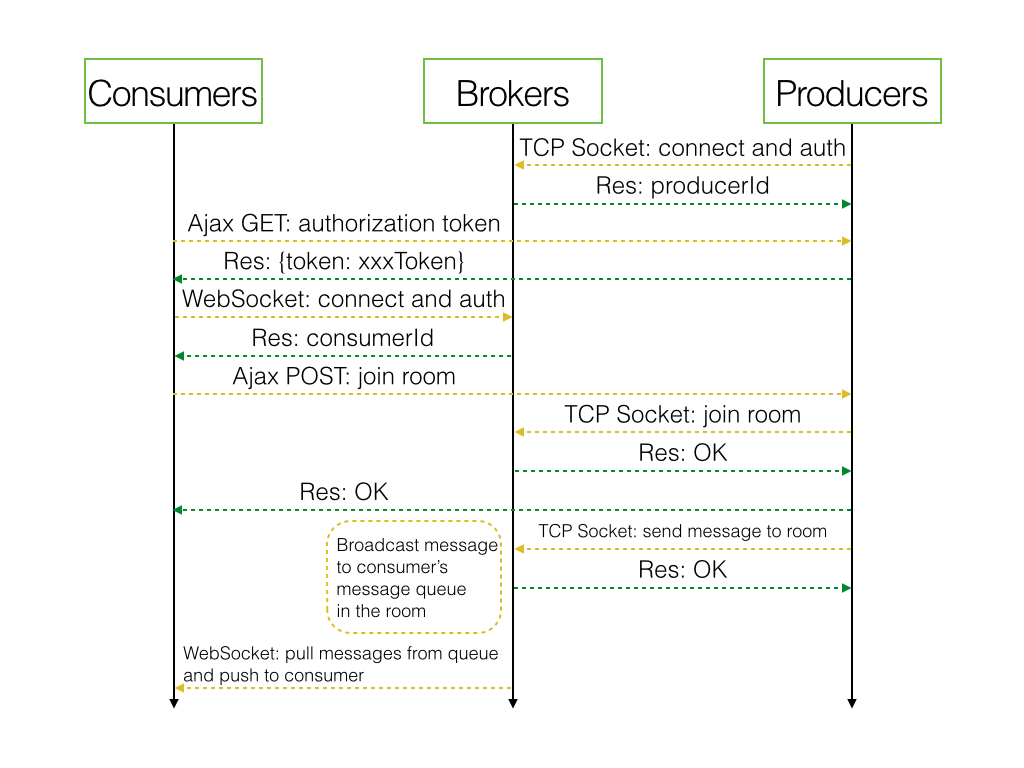 Consumers
Brokers
Producers
TCP Socket: connect and auth
Res: producerId
Ajax GET: authorization token
Res: {token: xxxToken}
WebSocket: connect and auth
Res: consumerId
Ajax POST: join room
TCP Socket: join room
Res: OK
Res: OK
TCP Socket: send message to room
Broadcast message
to consumer’s
message queue
in the room
Res: OK
WebSocket: pull messages from queue
and push to consumer